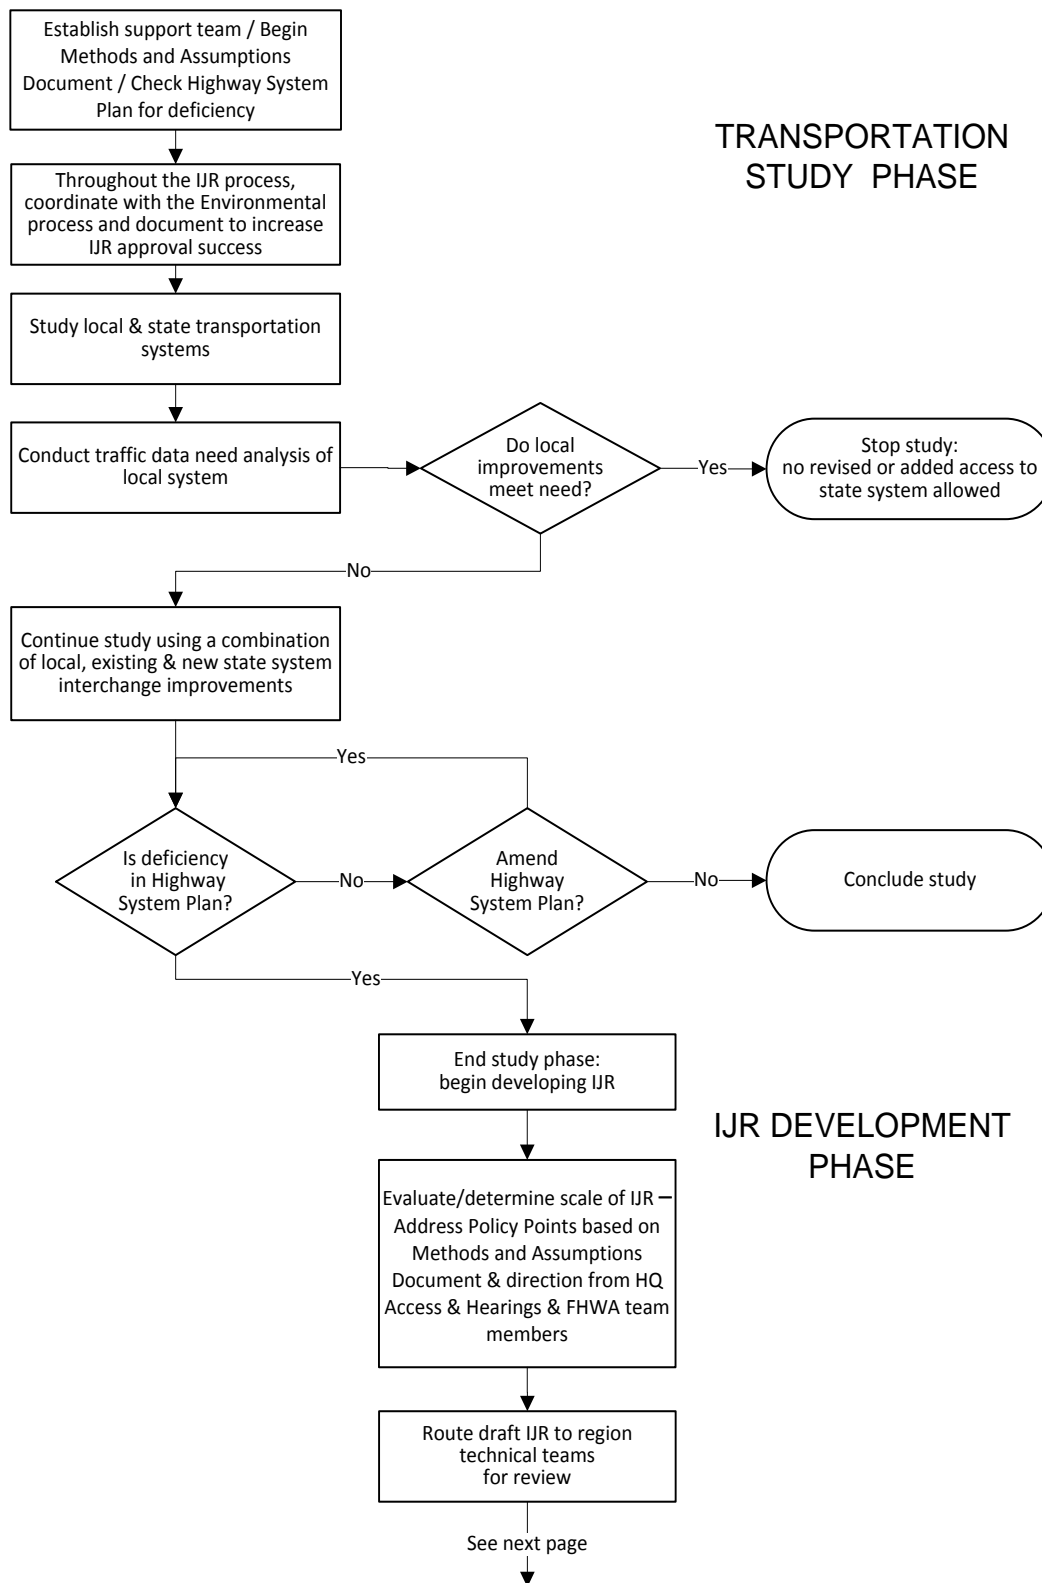 Establish support team / Begin
Methods and Assumptions
Document / Check Highway System
Plan for deficiency
TRANSPORTATION
STUDY PHASE
Throughout the IJR process,
coordinate with the Environmental
process and document to increase
IJR approval success
Study local & state transportation
systems
Conduct traffic data need analysis of
local system
Do local
improvements
meet need?
Yes
Stop study:
no revised or added access to
state system allowed
No
Continue study using a combination
of local, existing & new state system
interchange improvements
Yes
Is deficiency
in Highway
System Plan?
No
Amend
Highway
System Plan?
No
Conclude study
Yes
End study phase:
begin developing IJR
IJR DEVELOPMENT
PHASE
Evaluate/determine scale of IJR –
Address Policy Points based on
Methods and Assumptions
Document & direction from HQ
Access & Hearings & FHWA team
members
Route draft IJR to region
technical teams
for review
See next page